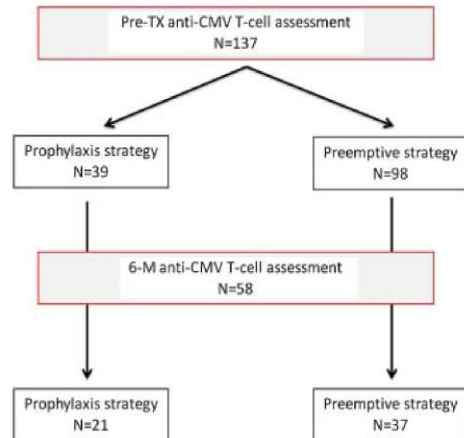 Pre-TX anti-CMV T-cell assessment
N=137
Prophylaxis strategy
N=39
Preemptive strategy
N=98
6-M anti-CMV T-cell assessment
N=58
Prophylaxis strategy
N=21
Preemptive strategy
N=37